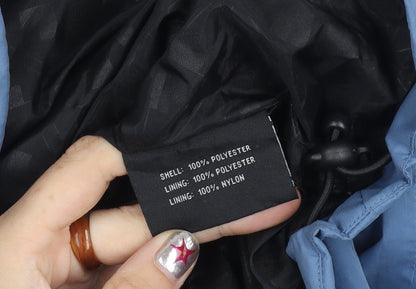 SHELL: 100% POLYESTER
LINING: 100% POLYESTER
LINING: 100% NYLON